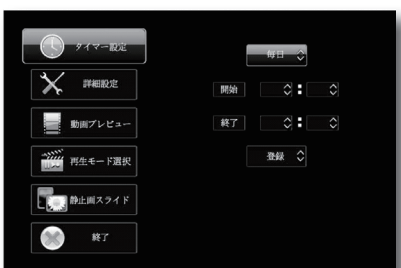 タイマー設定
詳細設定
動画プレビュー
再生モード選択
静止画スライド
終了
毎日
開始 :
終了 :
登録